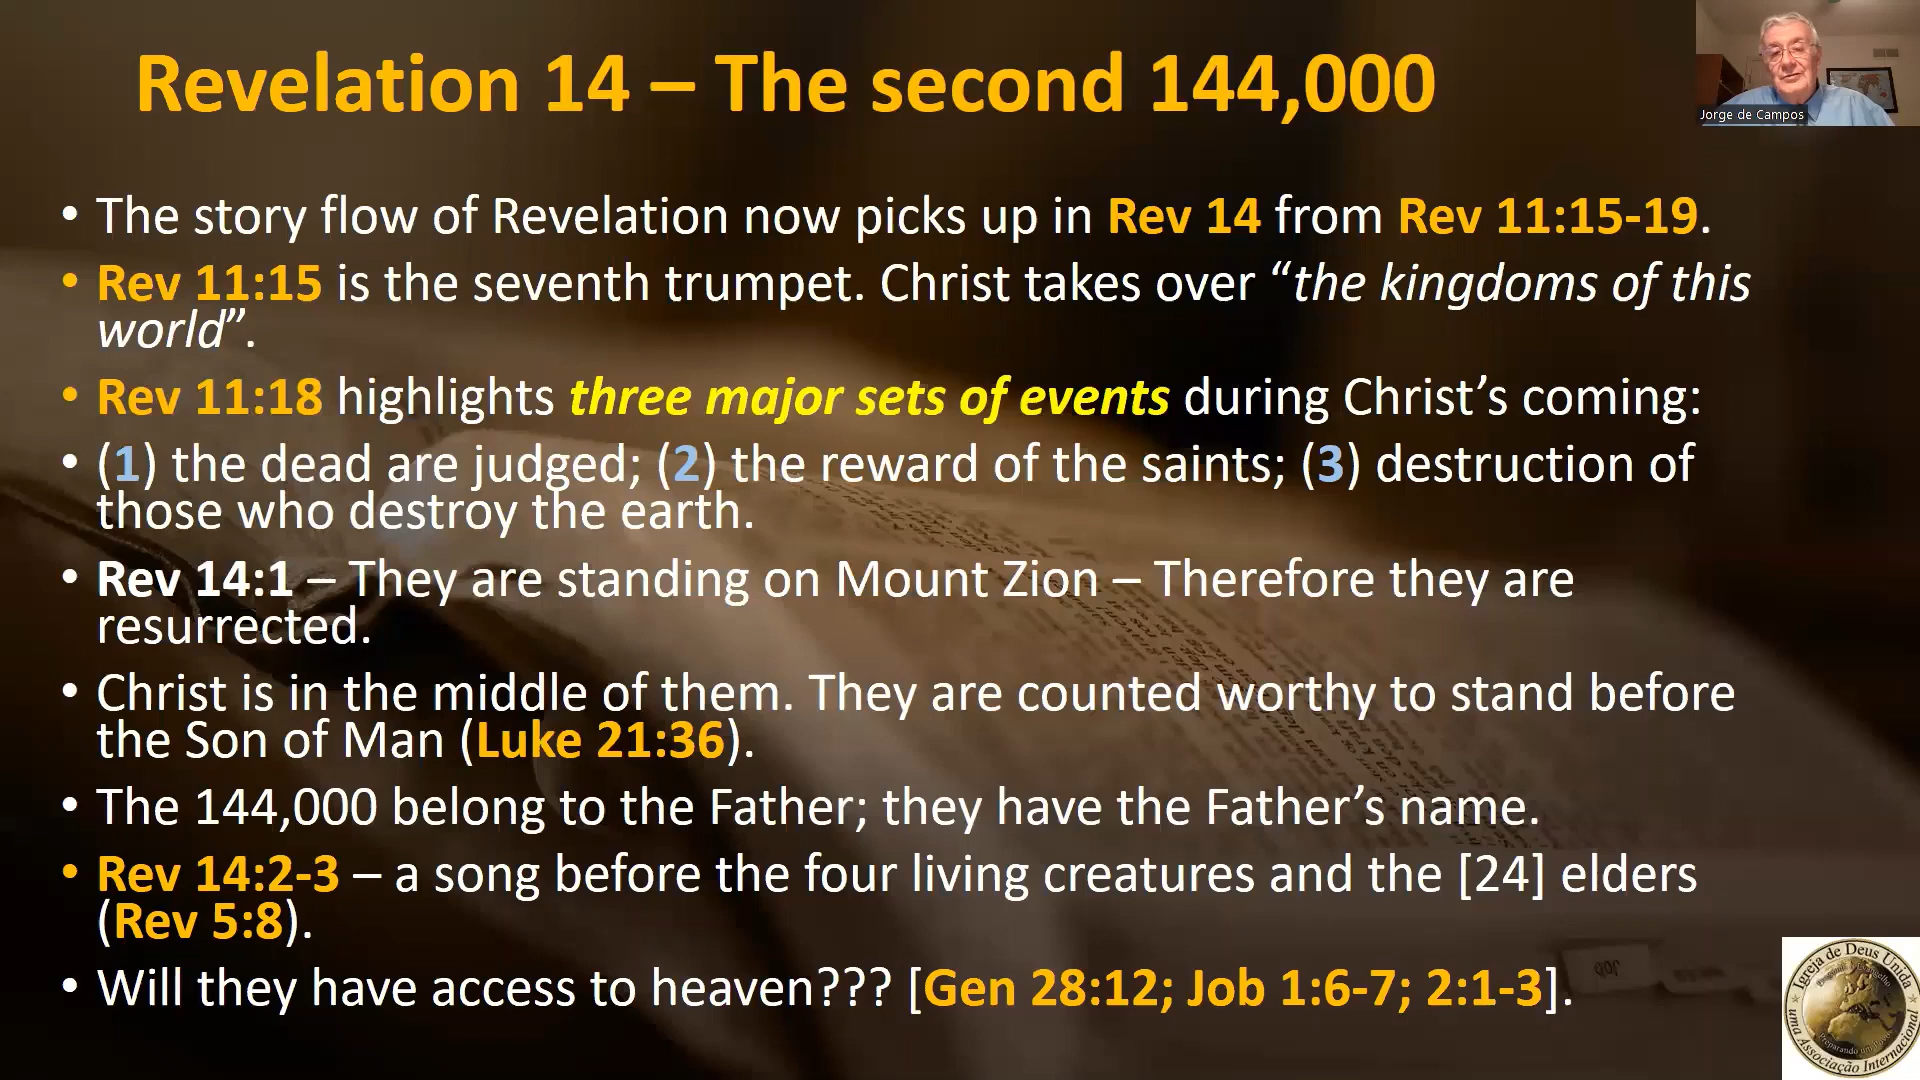 Revelation 14 – The second 144,000
Jorge de Campos
• The story flow of Revelation now picks up in Rev 14 from Rev 11:15-19.
• Rev 11:15 is the seventh trumpet. Christ takes over “the kingdoms of this
world”.
• Rev 11:18 highlights three major sets of events during Christ’s coming:
• (1) the dead are judged; (2) the reward of the saints; (3) destruction of
those who destroy the earth.
• Rev 14:1 – They are standing on Mount Zion – Therefore they are
resurrected.
• Christ is in the middle of them. They are counted worthy to stand before
the Son of Man (Luke 21:36).
• The 144,000 belong to the Father; they have the Father’s name.
• Rev 14:2-3 – a song before the four living creatures and the [24] elders
(Rev 5:8).
• Will they have access to heaven??? [Gen 28:12; Job 1:6-7; 2:1-3].
Igreja de Deus Unida
uma Associação Internacional